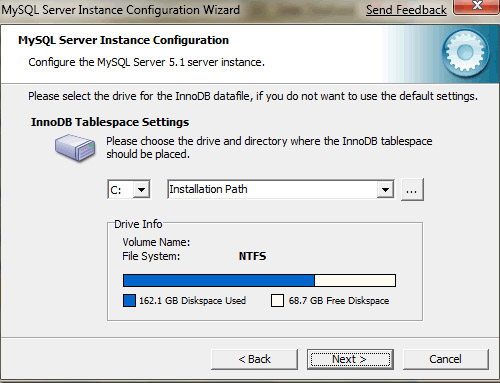 MySQL Server Instance Configuration Wizard Send Feedback X
MySQL Server Instance Configuration
Configure the MySQL Server 5.1 server instance.
Please select the drive for the InnoDB datafile, if you do not want to use the default settings.
InnoDB Tablespace Settings
Please choose the drive and directory where the InnoDB tablespace
should be placed.
C: Installation Path ...
Drive Info
Volume Name:
File System: NTFS
162.1 GB Diskspace Used 68.7 GB Free Diskspace
< Back Next > Cancel